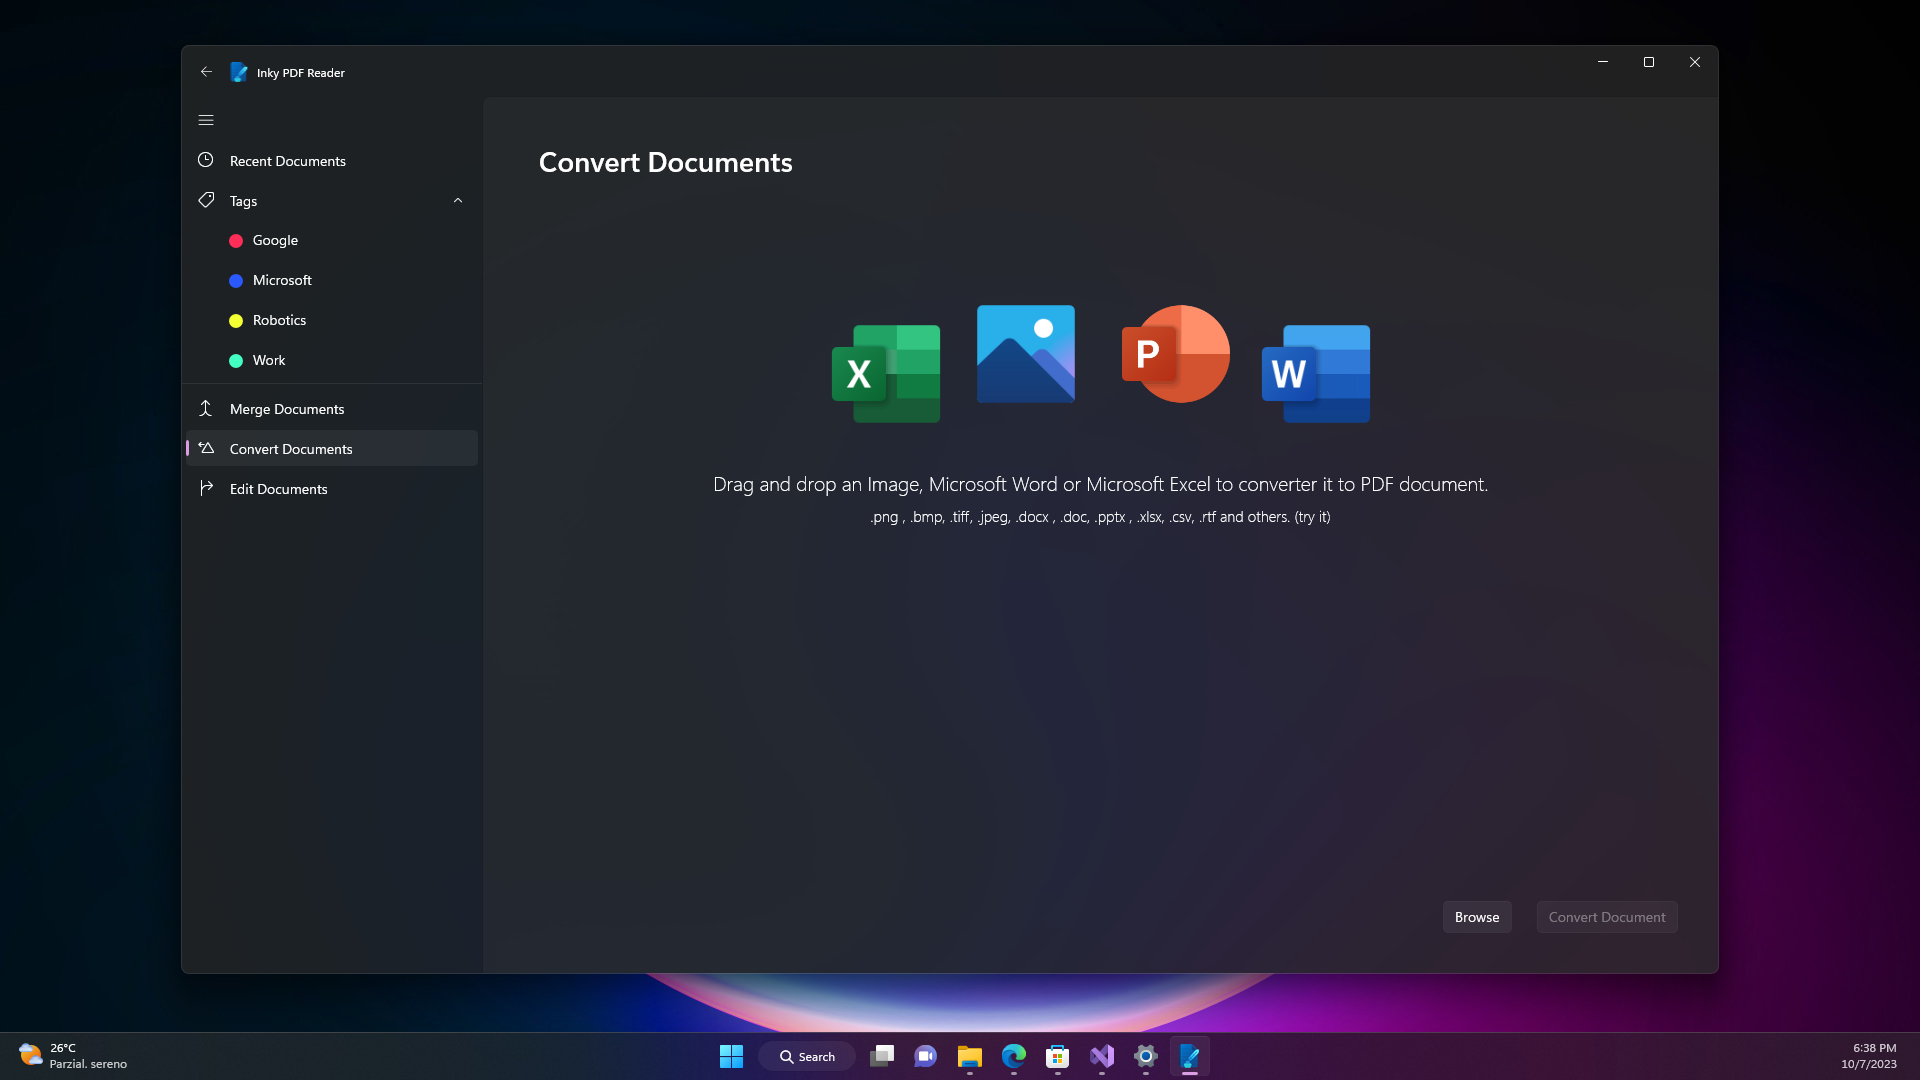 Inky PDF Reader
Recent Documents
Tags
Google
Microsoft
Robotics
Work
Merge Documents
Convert Documents
Edit Documents
Convert Documents
X
P
W
Drag and drop an Image, Microsoft Word or Microsoft Excel to converter it to PDF document.
.png , .bmp, .tiff, .jpeg, .docx , .doc, .pptx , .xlsx, .csv, .rtf and others. (try it)
Browse
Convert Document
26°C
Parzial. sereno
Search
6:38 PM
10/7/2023